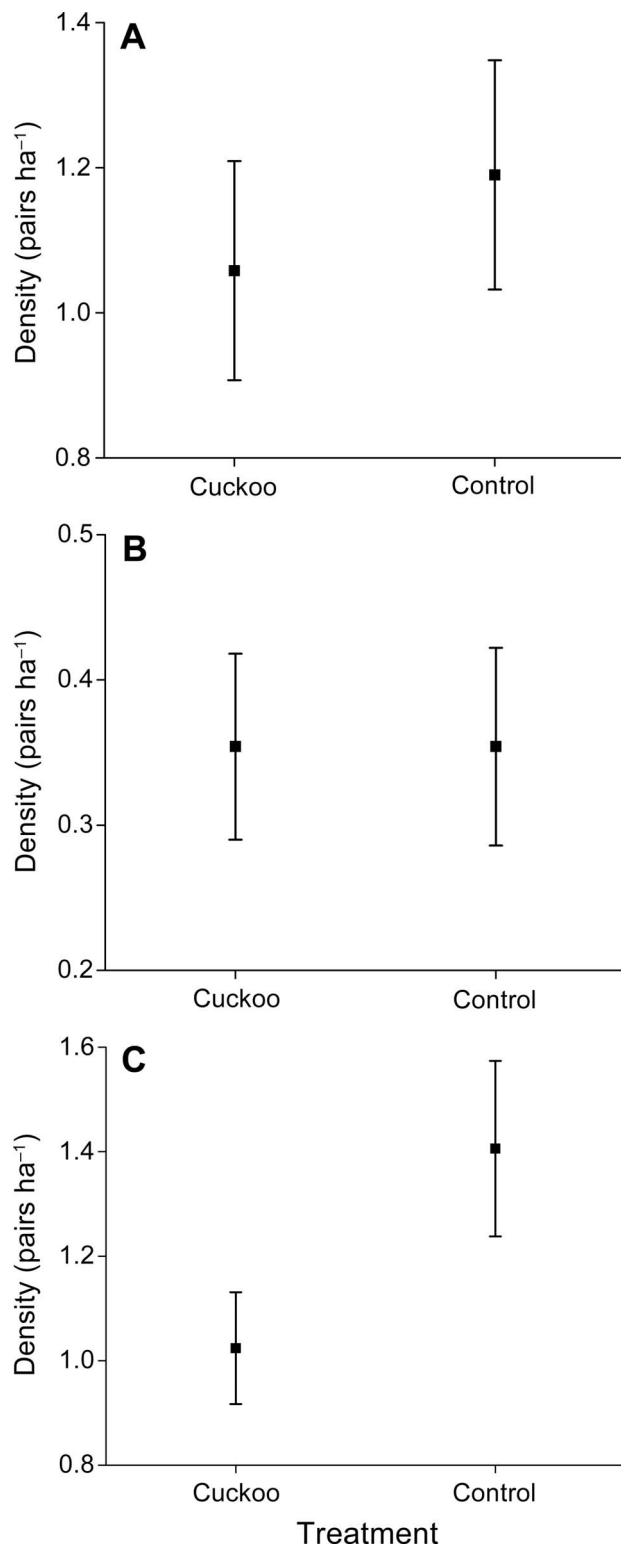 A
Density (pairs ha⁻¹)
1.4
1.2
1.0
0.8
Cuckoo Control
B
Density (pairs ha⁻¹)
0.5
0.4
0.3
0.2
Cuckoo Control
C
Density (pairs ha⁻¹)
1.6
1.4
1.2
1.0
0.8
Cuckoo Control
Treatment